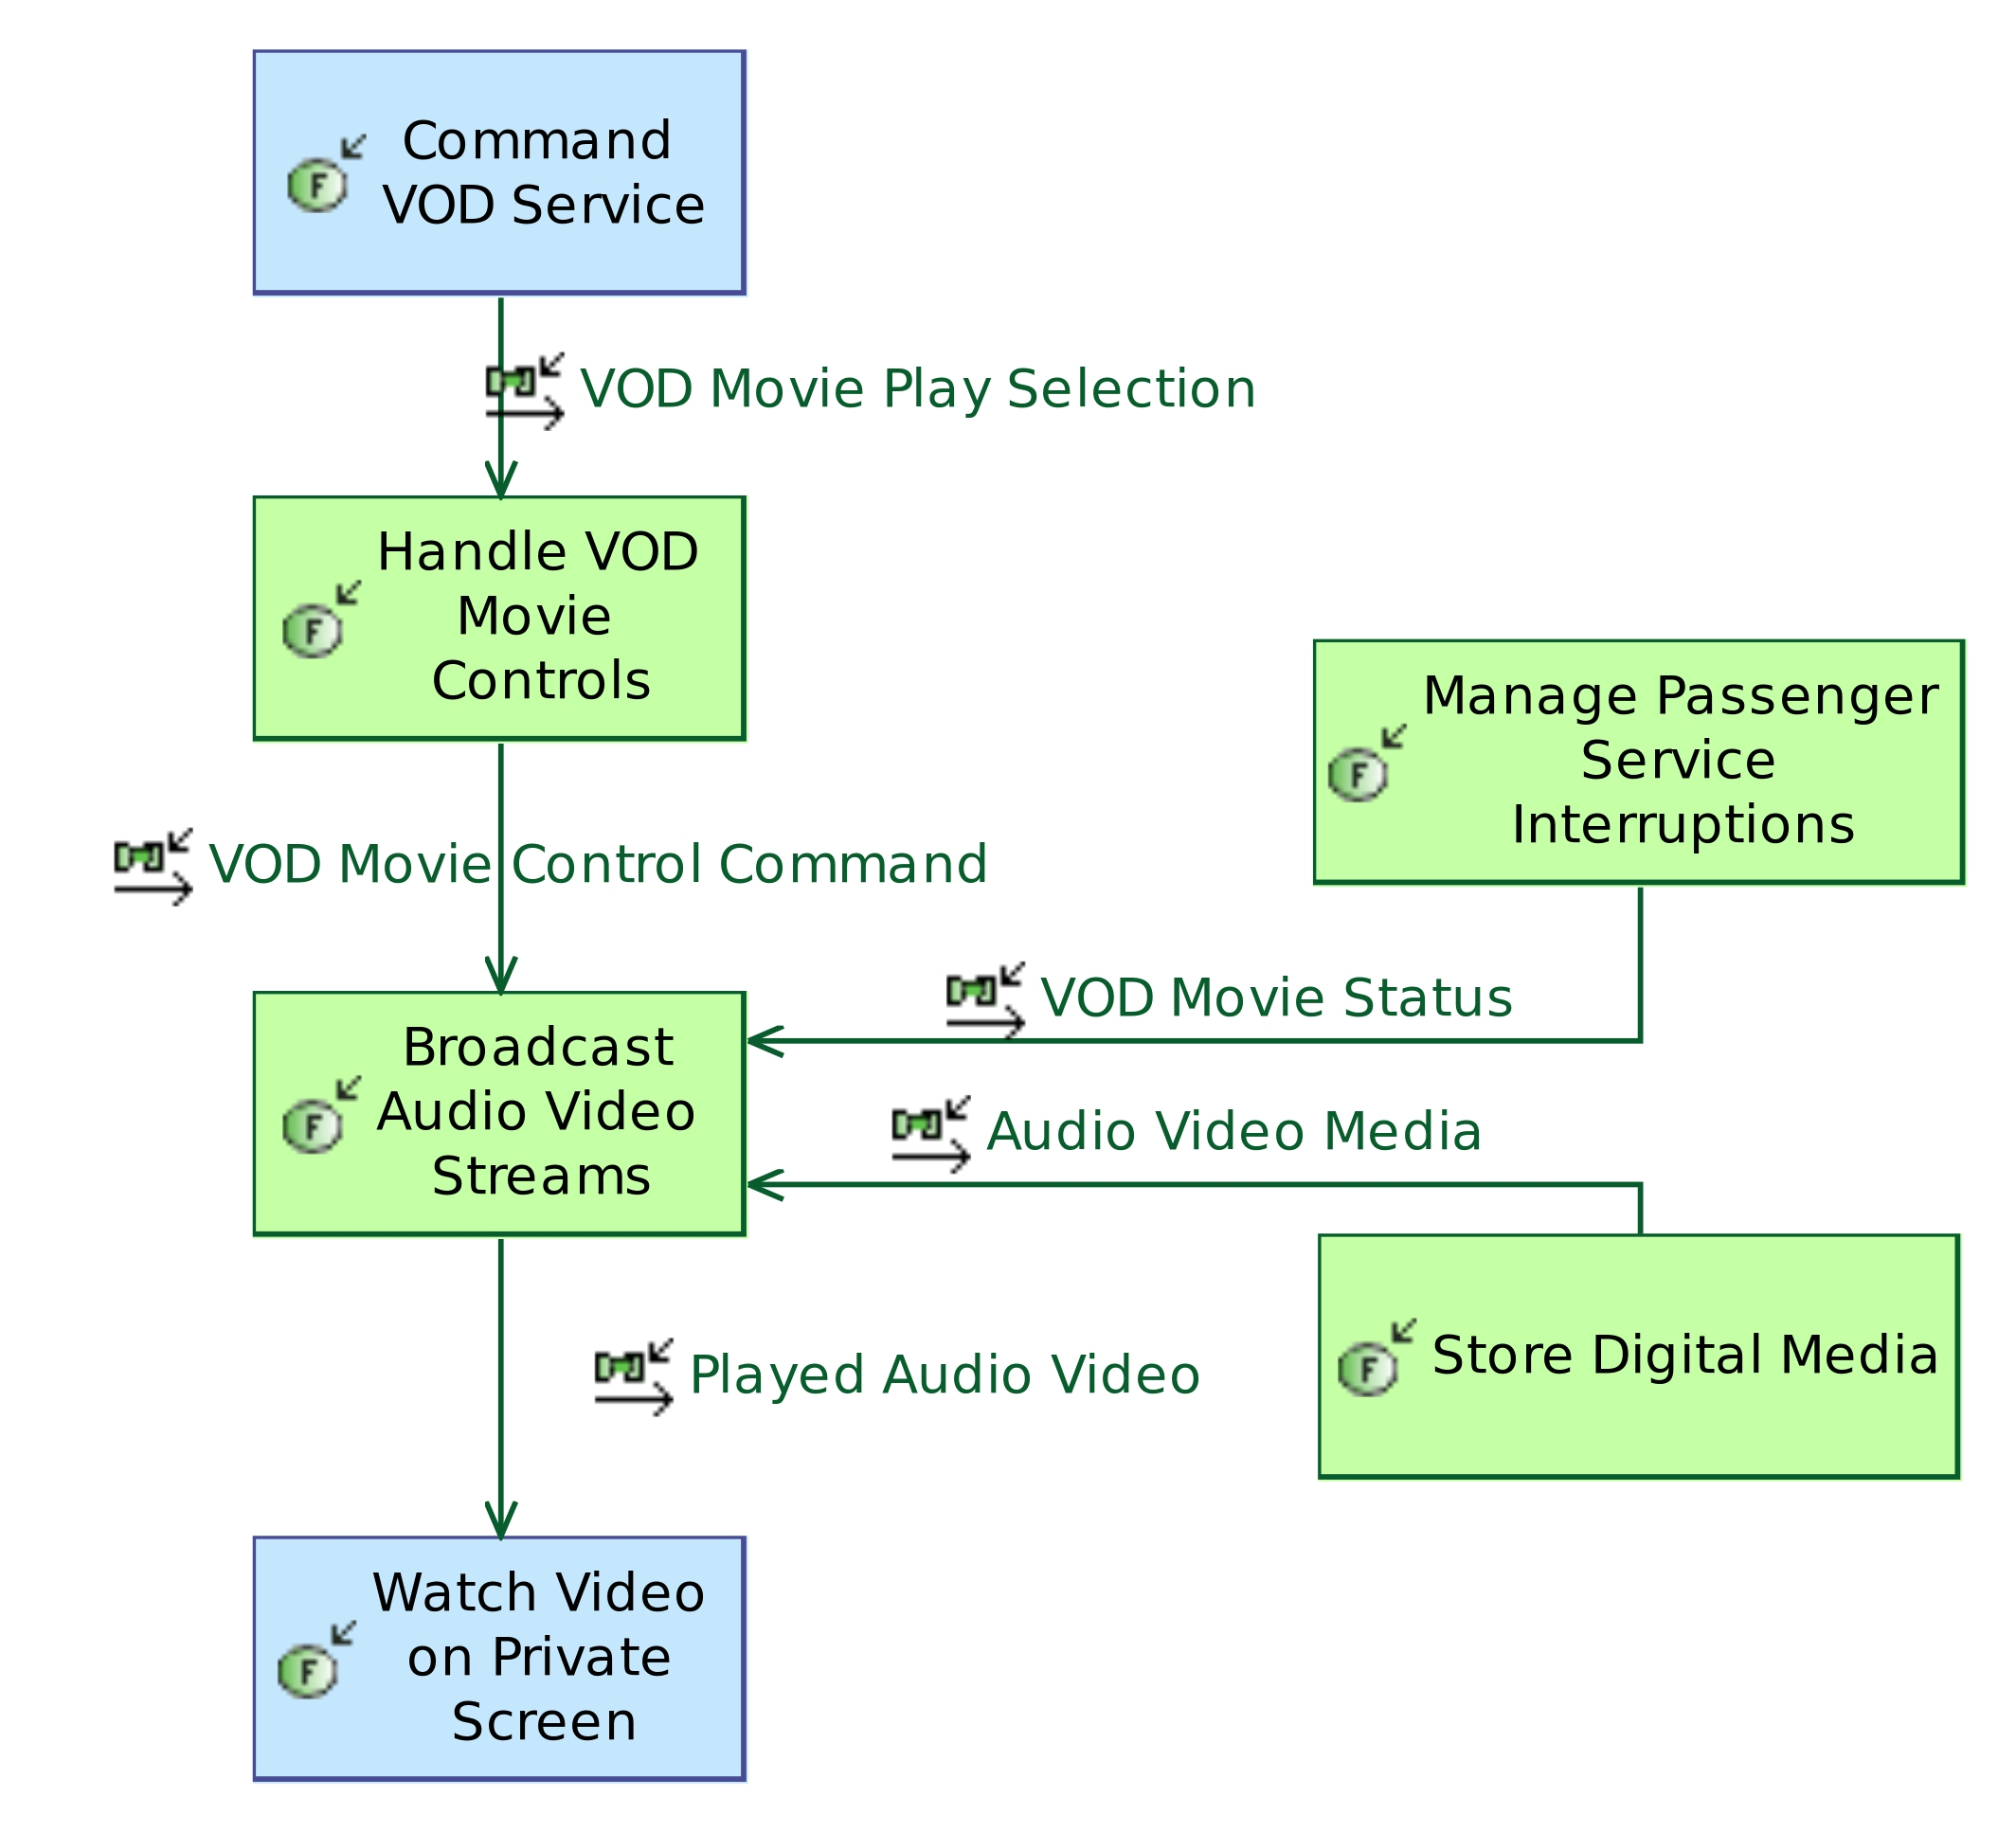 Command
VOD Service
VOD Movie Play Selection
Handle VOD
Movie
Controls
Manage Passenger
Service
Interruptions
VOD Movie Control Command
VOD Movie Status
Broadcast
Audio Video
Streams
Audio Video Media
Store Digital Media
Played Audio Video
Watch Video
on Private
Screen
F
F
F
F
F
F